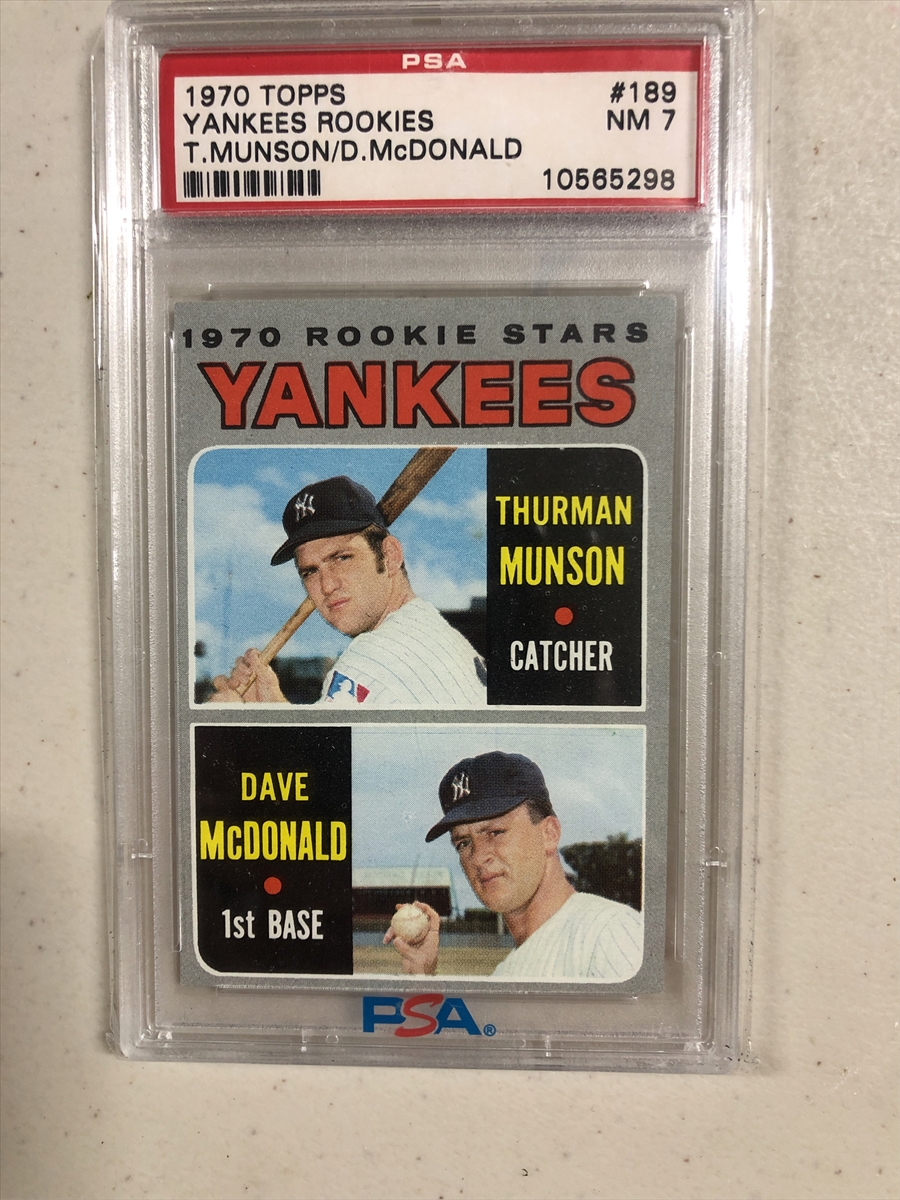 PSA
1970 TOPPS #189
YANKEES ROOKIES NM 7
T.MUNSON/D.McDONALD
10565298
1970 ROOKIE STARS
YANKEES
THURMAN
MUNSON
CATCHER
DAVE
McDONALD
1st BASE
PSA®